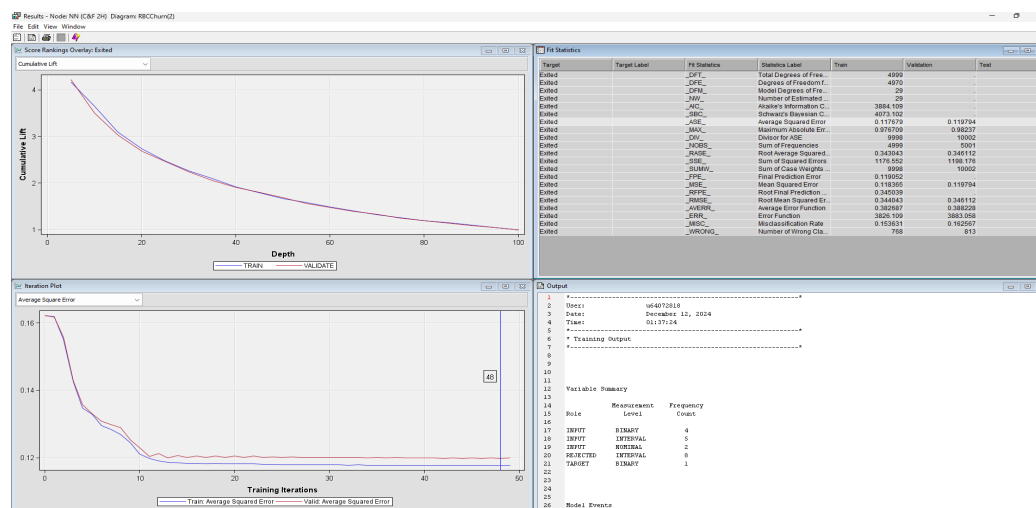 Results - Node: NN (C&F 2H) Diagram: RBCChurn(2)
File Edit View Window
Score Rankings Overlay: Exited
Cumulative Lift
Cumulative Lift
4
3
2
1
0 20 40 60 80 100
Depth
TRAIN VALIDATE
Fit Statistics
Target Target Label Fit Statistics Statistics Label Train Validation Test
Exited _DFT_ Total Degrees of Free... 4999 .
Exited _DFE_ Degrees of Freedom f... 4970 .
Exited _DFM_ Model Degrees of Fre... 29 .
Exited _NW_ Number of Estimated ... 29 .
Exited _AIC_ Akaike's Information C... 3884.109 .
Exited _SBC_ Schwarz's Bayesian C... 4073.102 .
Exited _ASE_ Average Squared Error 0.117679 0.119794
Exited _MAX_ Maximum Absolute Err... 0.976709 0.98237
Exited _DIV_ Divisor for ASE 9998 10002
Exited _NOBS_ Sum of Frequencies 4999 5001
Exited _RASE_ Root Average Squared... 0.343043 0.346112
Exited _SSE_ Sum of Squared Errors 1176.552 1198.176
Exited _SUMW_ Sum of Case Weights ... 9998 10002
Exited _FPE_ Final Prediction Error 0.119052 .
Exited _MSE_ Mean Squared Error 0.118365 0.119794
Exited _RFPE_ Root Final Prediction ... 0.345039 .
Exited _RMSE_ Root Mean Squared Er... 0.344043 0.346112
Exited _AVERR_ Average Error Function 0.382687 0.388228
Exited _ERR_ Error Function 3826.109 3883.058
Exited _MISC_ Misclassification Rate 0.153631 0.162567
Exited _WRONG_ Number of Wrong Cla... 768 813
Iteration Plot
Average Square Error
0.16
0.14
0.12
48
0 10 20 30 40 50
Training Iterations
Train: Average Squared Error Valid: Average Squared Error
Output
1 *------------------------------------------------------------*
2 User: u64072818
3 Date: December 12, 2024
4 Time: 01:37:24
5 *------------------------------------------------------------*
6 * Training Output
7 *------------------------------------------------------------*
8
9
10
11
12 Variable Summary
13
14 Measurement Frequency
15 Role Level Count
16
17 INPUT BINARY 4
18 INPUT INTERVAL 5
19 INPUT NOMINAL 2
20 REJECTED INTERVAL 8
21 TARGET BINARY 1
22
23
24
25
26 Model Events